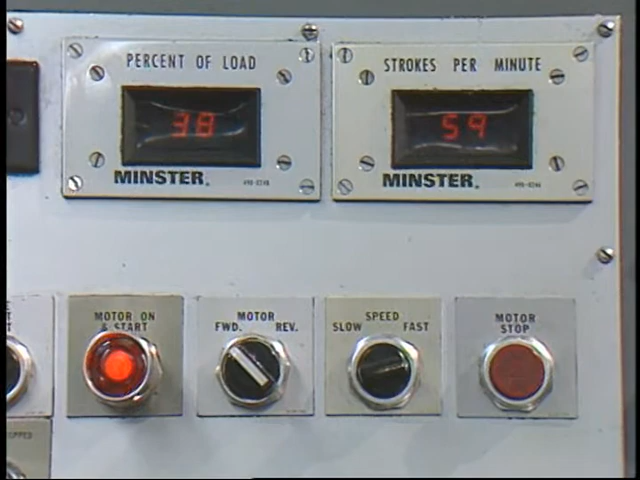 PERCENT OF LOAD
38
MINSTER.
STROKES PER MINUTE
59
MINSTER.
MOTOR ON
& START
MOTOR
FWD. REV.
SPEED
SLOW FAST
MOTOR
STOP